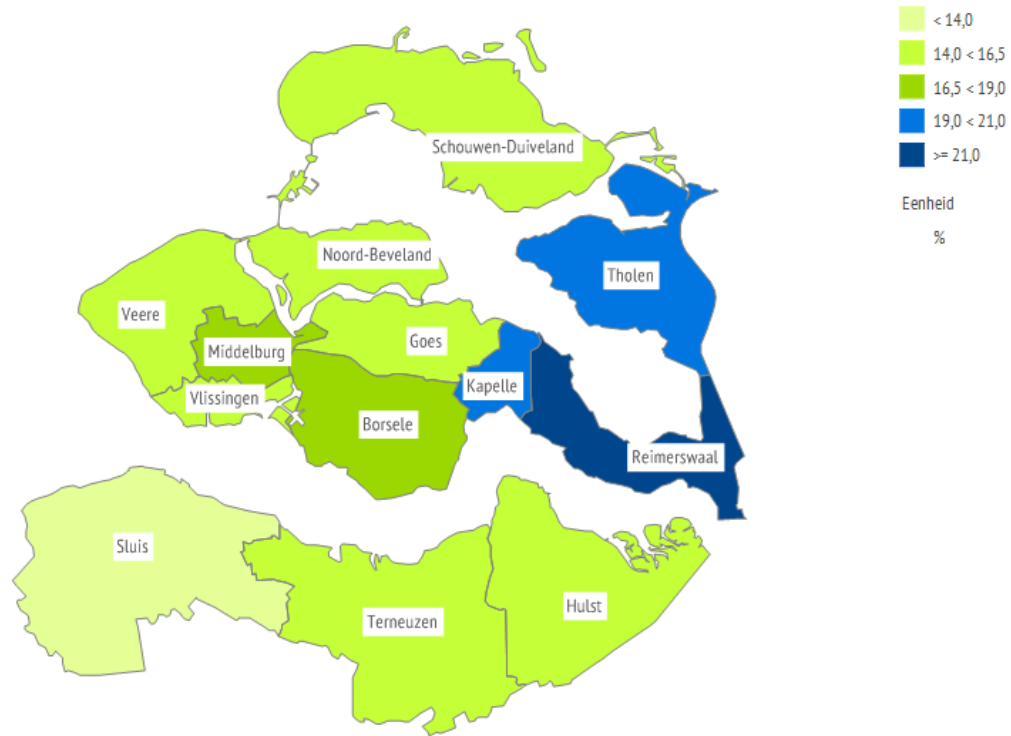 < 14,0
14,0 < 16,5
16,5 < 19,0
19,0 < 21,0
>= 21,0
Eenheid
%
Schouwen-Duiveland
Noord-Beveland
Tholen
Veere
Goes
Middelburg
Kapelle
Vlissingen
Borsele
Reimerswaal
Sluis
Hulst
Terneuzen